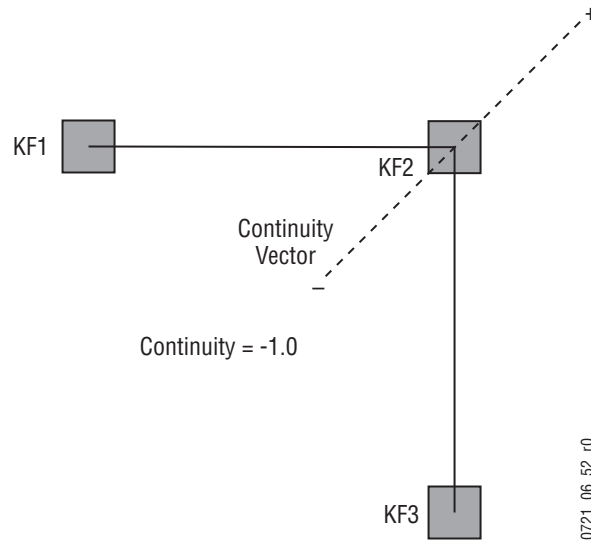 +
KF1
KF2
Continuity
Vector
–
Continuity = -1.0
KF3
0721_06_52_r0